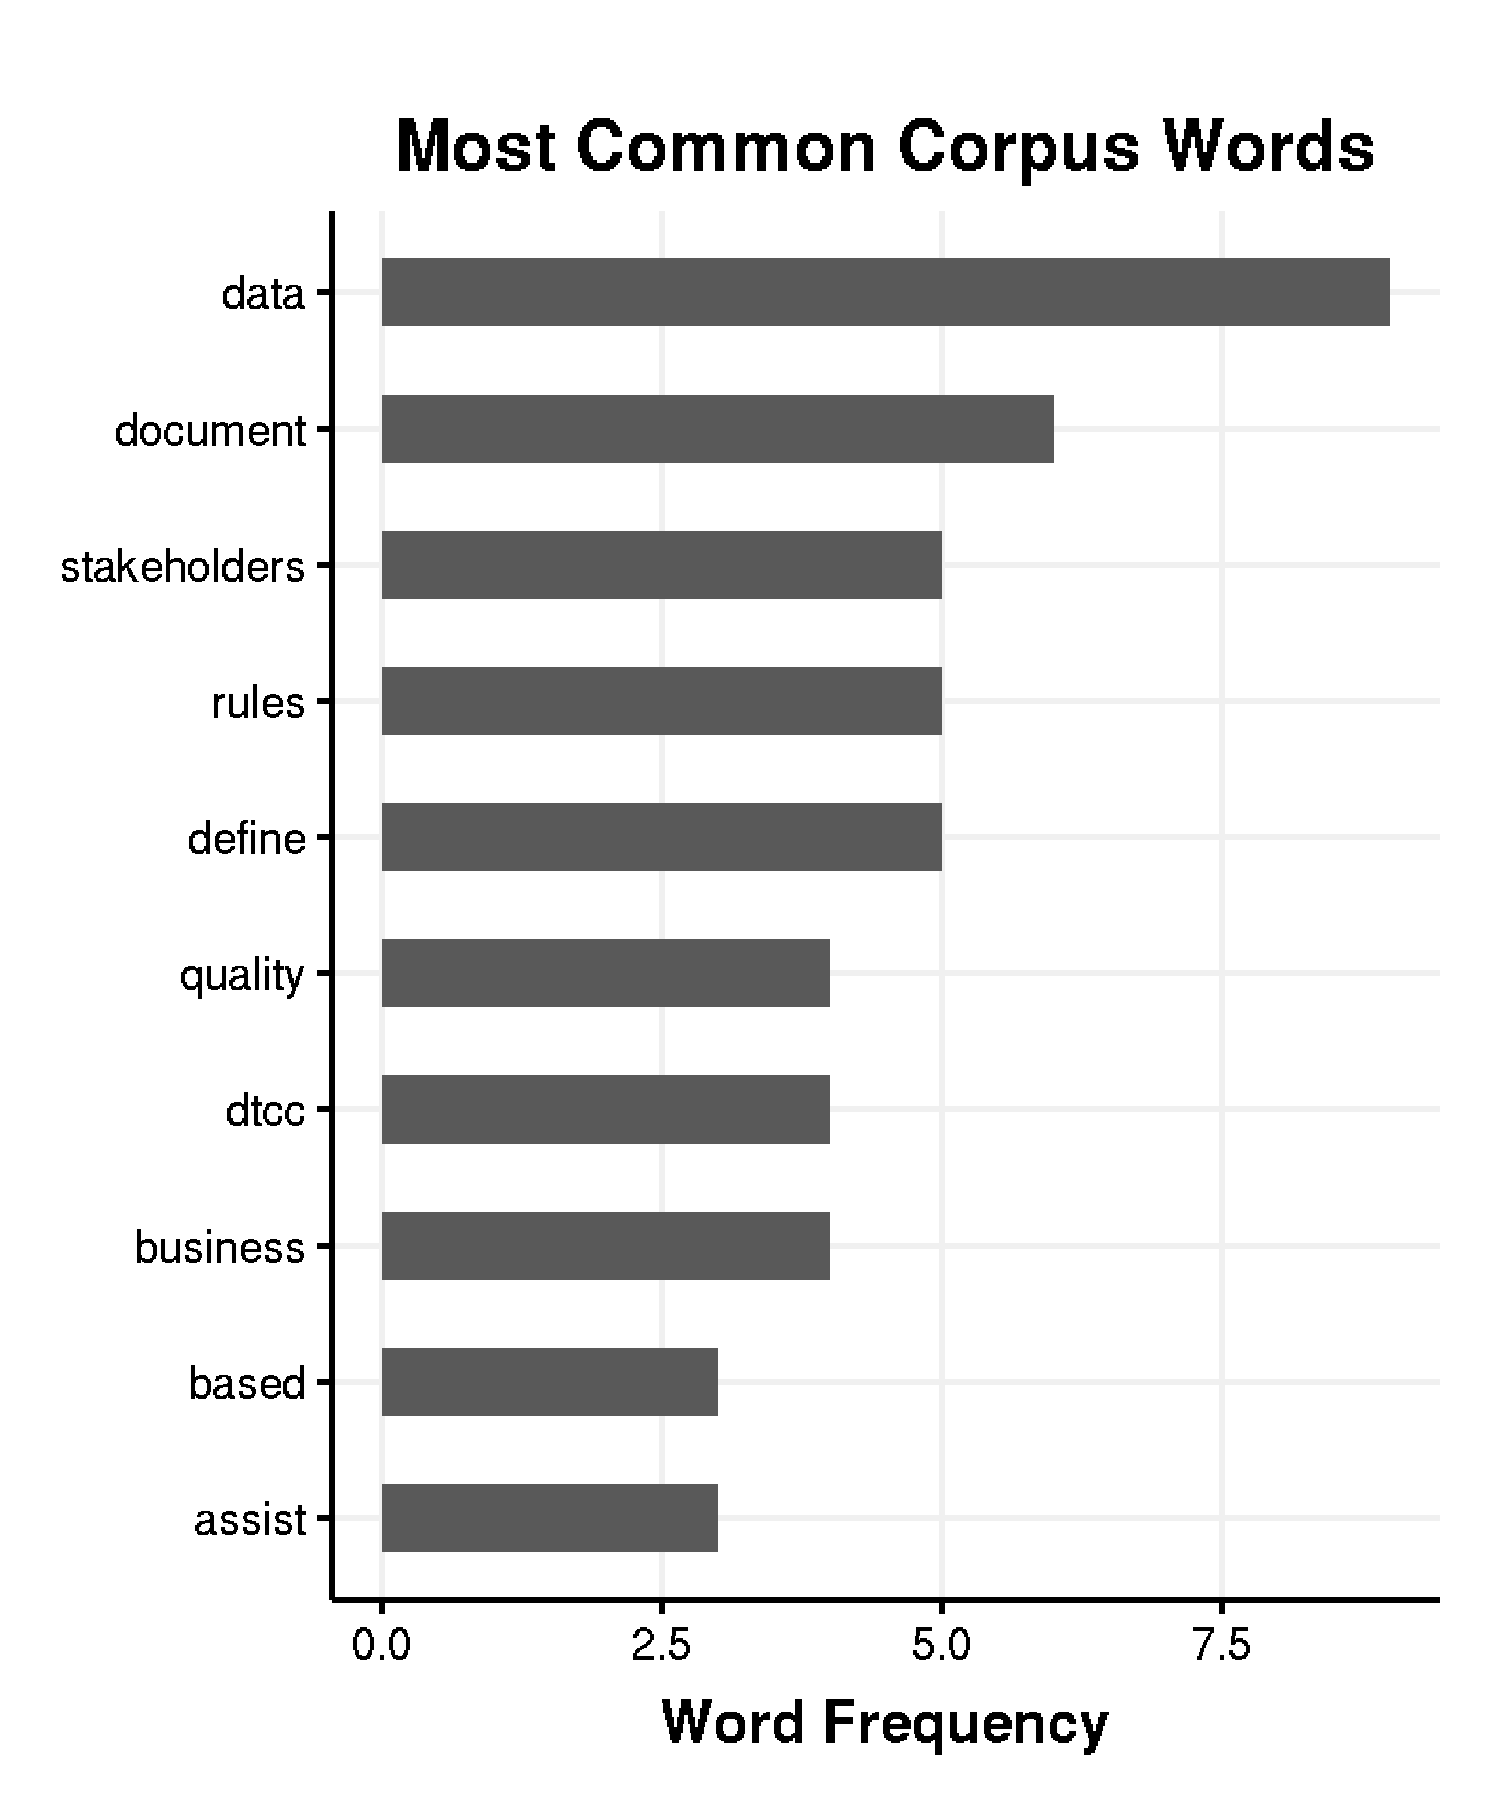 Most Common Corpus Words
data
document
stakeholders
rules
define
quality
dtcc
business
based
assist
0.0 2.5 5.0 7.5
Word Frequency